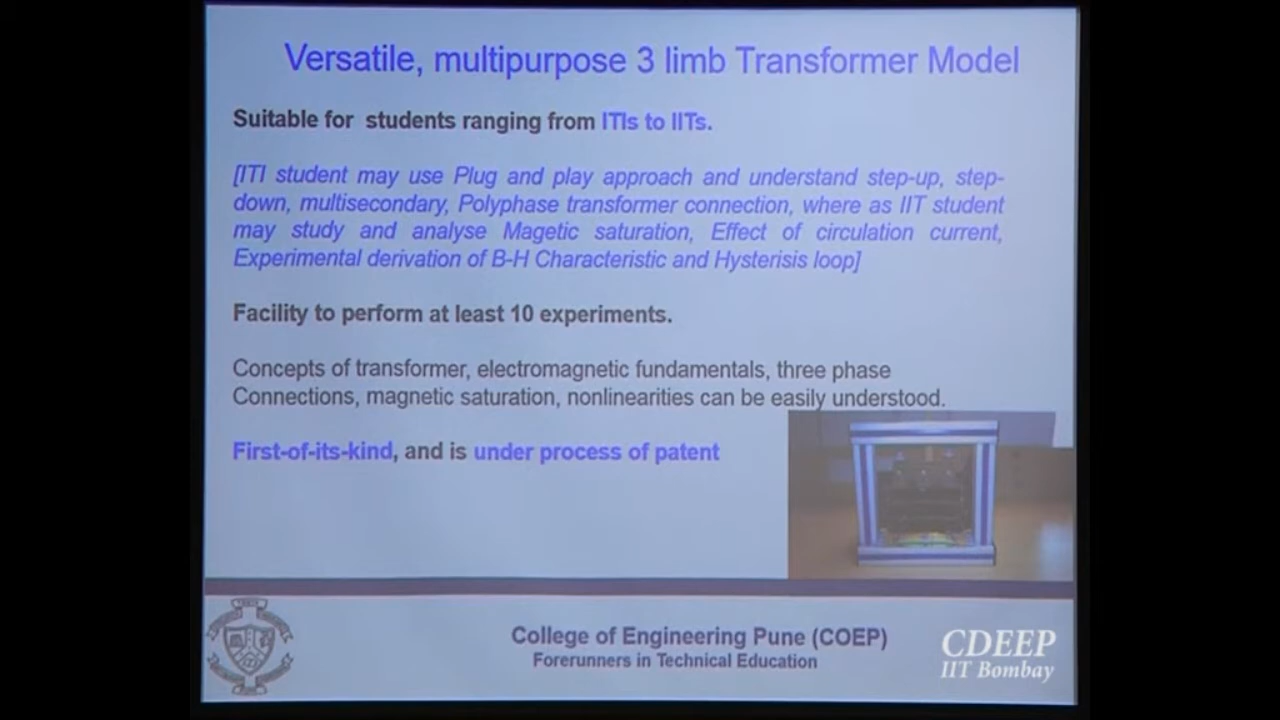 Versatile, multipurpose 3 limb Transformer Model
Suitable for students ranging from ITIs to IITs.
[ITI student may use Plug and play approach and understand step-up, step-
down, multisecondary, Polyphase transformer connection, where as IIT student
may study and analyse Magetic saturation, Effect of circulation current,
Experimental derivation of B-H Characteristic and Hysterisis loop]
Facility to perform at least 10 experiments.
Concepts of transformer, electromagnetic fundamentals, three phase
Connections, magnetic saturation, nonlinearities can be easily understood.
First-of-its-kind, and is under process of patent
College of Engineering Pune (COEP)
Forerunners in Technical Education
CDEEP
IIT Bombay